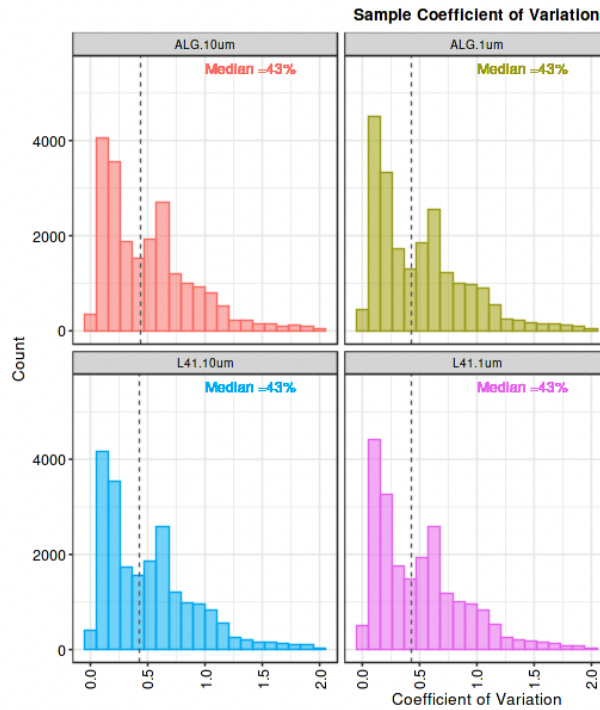 Sample Coefficient of Variation
ALG.10um
ALG.1um
Median =43%
Median =43%
4000
2000
0
L41.10um
L41.1um
Median =43%
Median =43%
4000
2000
0
Count
0.0
0.5
1.0
1.5
2.0
0.0
0.5
1.0
1.5
2.0
Coefficient of Variation